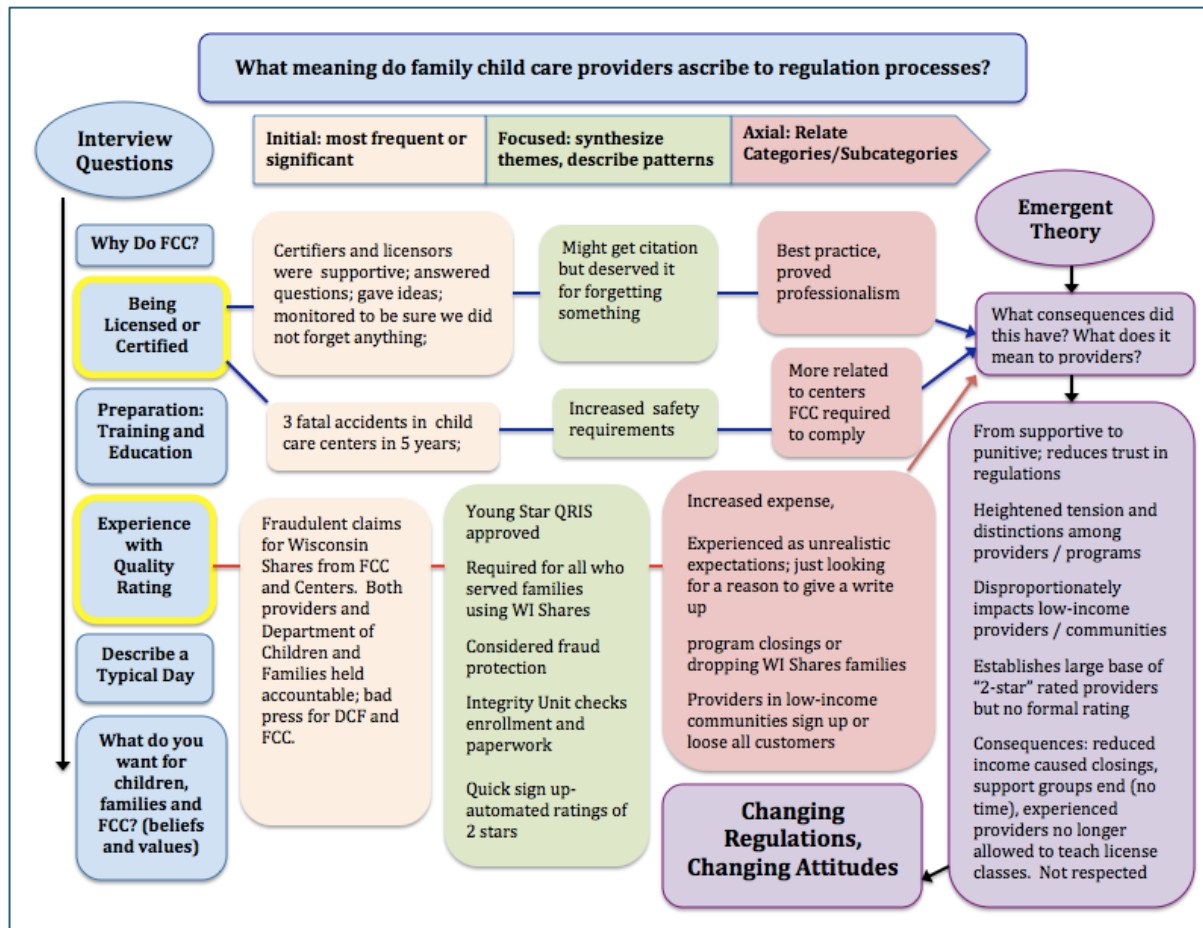 What meaning do family child care providers ascribe to regulation processes?
Interview
Questions
Initial: most frequent or
significant
Focused: synthesize
themes, describe patterns
Axial: Relate
Categories/Subcategories
Emergent
Theory
Why Do FCC?
Being
Licensed or
Certified
Preparation:
Training and
Education
Experience
with
Quality
Rating
Describe a
Typical Day
What do you
want for
children,
families and
FCC? (beliefs
and values)
Certifiers and licensors
were supportive; answered
questions; gave ideas;
monitored to be sure we did
not forget anything;
Might get citation
but deserved it
for forgetting
something
Best practice,
proved
professionalism
3 fatal accidents in child
care centers in 5 years;
Increased safety
requirements
More related
to centers
FCC required
to comply
Fraudulent claims
for Wisconsin
Shares from FCC
and Centers. Both
providers and
Department of
Children and
Families held
accountable; bad
press for DCF and
FCC.
Young Star QRIS
approved
Required for all who
served families
using WI Shares
Considered fraud
protection
Integrity Unit checks
enrollment and
paperwork
Quick sign up-
automated ratings of
2 stars
Increased expense,
Experienced as unrealistic
expectations; just looking
for a reason to give a write
up
program closings or
dropping WI Shares families
Providers in low-income
communities sign up or
loose all customers
What consequences did
this have? What does it
mean to providers?
From supportive to
punitive; reduces trust in
regulations
Heightened tension and
distinctions among
providers / programs
Disproportionately
impacts low-income
providers / communities
Establishes large base of
“2-star” rated providers
but no formal rating
Consequences: reduced
income caused closings,
support groups end (no
time), experienced
providers no longer
allowed to teach license
classes. Not respected
Changing
Regulations,
Changing Attitudes